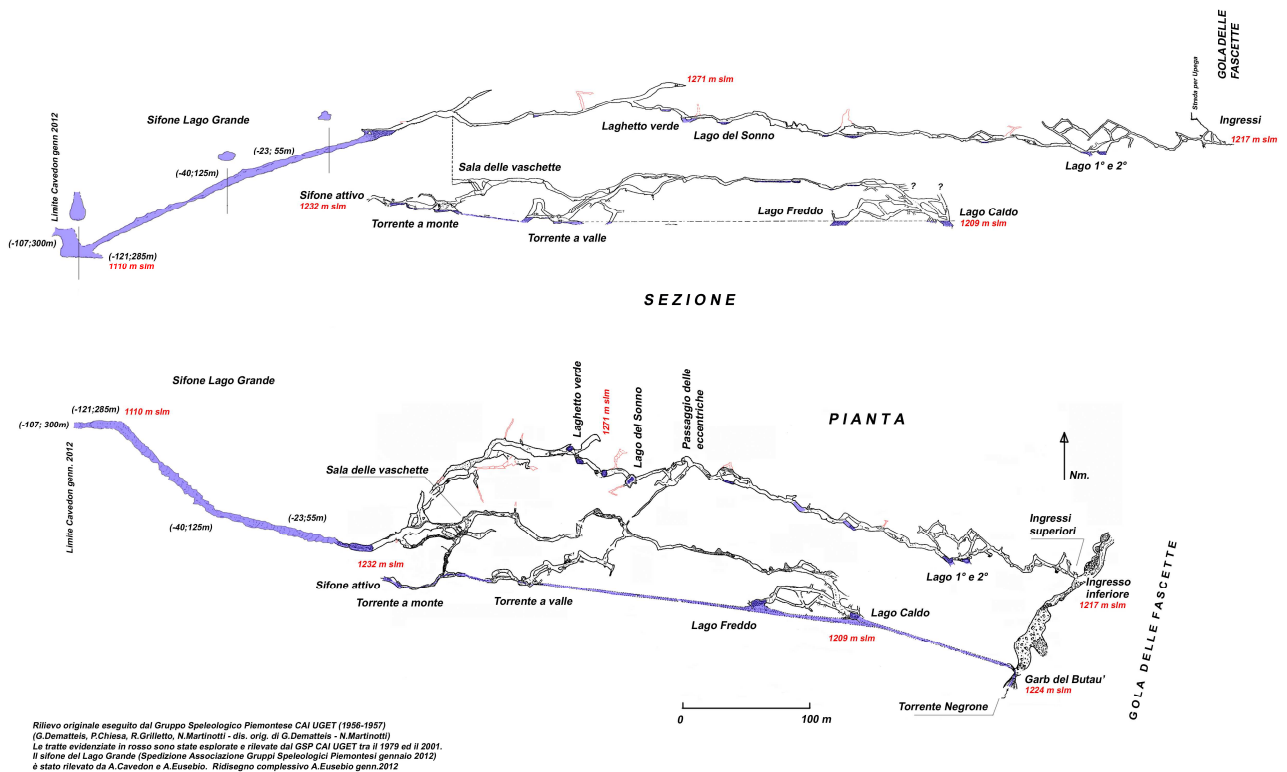 GOLA DELLE
FASCETTE
Strada per Upega
Ingressi
1217 m slm
1271 m slm
Sifone Lago Grande
Limite Cavedon genn 2012
(-23; 55m)
(-40;125m)
(-107;300m)
(-121;285m)
1110 m slm
Laghetto verde
Lago del Sonno
Lago 1° e 2°
Sala delle vaschette
Sifone attivo
1232 m slm
Torrente a monte
Torrente a valle
Lago Freddo
? ?
Lago Caldo
1209 m slm
SEZIONE
Sifone Lago Grande
(-121;285m) 1110 m slm
(-107; 300m)
Limite Cavedon genn. 2012
(-40;125m)
(-23;55m)
1232 m slm
Sala delle vaschette
Laghetto verde
1271 m slm
Lago del Sonno
Passaggio delle
eccentriche
PIANTA
Nm.
Ingressi
superiori
Lago 1° e 2°
Ingresso
inferiore
1217 m slm
GOLA DELLE FASCETTE
Sifone attivo
Torrente a monte
Torrente a valle
Lago Freddo
Lago Caldo
1209 m slm
Garb del Butau'
1224 m slm
Torrente Negrone
0 100 m
Rilievo originale eseguito dal Gruppo Speleologico Piemontese CAI UGET (1956-1957)
(G.Dematteis, P.Chiesa, R.Grilletto, N.Martinotti - dis. orig. di G.Dematteis - N.Martinotti)
Le tratte evidenziate in rosso sono state esplorate e rilevate dal GSP CAI UGET tra il 1979 ed il 2001.
Il sifone del Lago Grande (Spedizione Associazione Gruppi Speleologici Piemontesi gennaio 2012)
è stato rilevato da A.Cavedon e A.Eusebio. Ridisegno complessivo A.Eusebio genn.2012